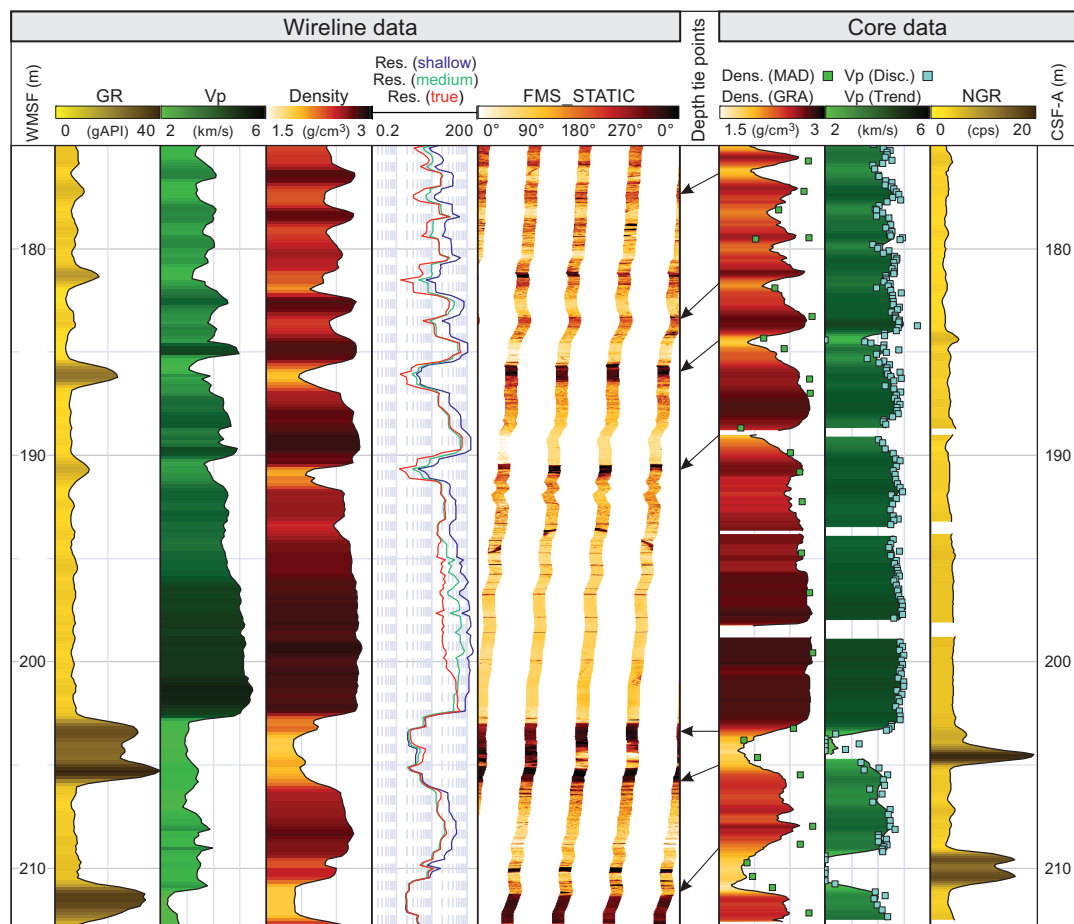 Wireline data
Core data
WMSF (m)
GR
0 (gAPI) 40
Vp
2 (km/s) 6
Density
1.5 (g/cm³) 3
Res. (shallow)
Res. (medium)
Res. (true)
0.2 200
FMS_STATIC
0° 90° 180° 270° 0°
Depth tie points
Dens. (MAD)
Dens. (GRA)
1.5 (g/cm³) 3
Vp (Disc.)
Vp (Trend)
2 (km/s) 6
NGR
0 (cps) 20
CSF-A (m)
180 180 (m)
190 190 (m)
200 200 (m)
210 210 (m)